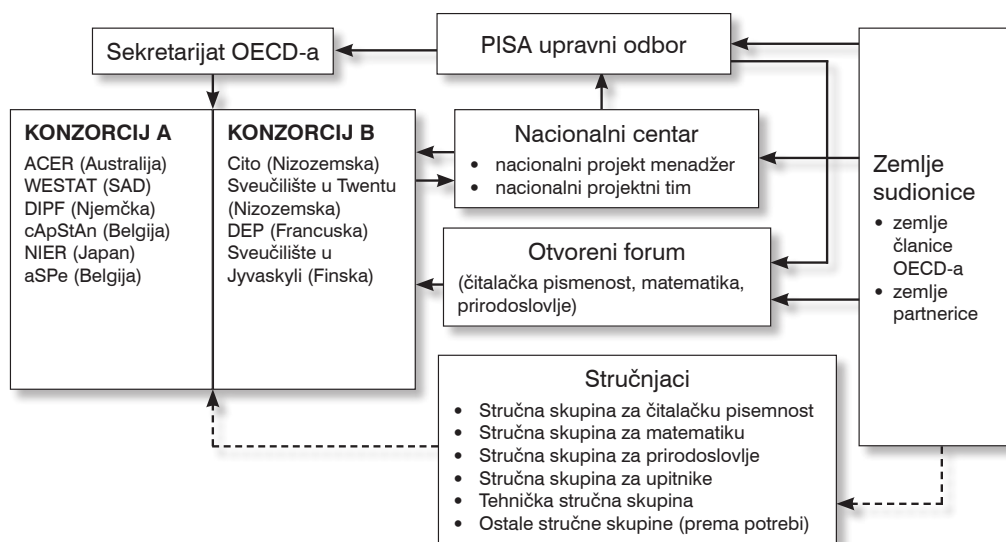 Sekretarijat OECD-a
PISA upravni odbor
KONZORCIJ A
ACER (Australija)
WESTAT (SAD)
DIPF (Njemčka)
cApStAn (Belgija)
NIER (Japan)
aSPe (Belgija)
KONZORCIJ B
Cito (Nizozemska)
Sveučilište u Twentu
(Nizozemska)
DEP (Francuska)
Sveučilište u
Jyvaskyli (Finska)
Nacionalni centar
• nacionalni projekt menadžer
• nacionalni projektni tim
Otvoreni forum
(čitalačka pismenost, matematika,
prirodoslovlje)
Zemlje
sudionice
• zemlje
članice
OECD-a
• zemlje
partnerice
Stručnjaci
• Stručna skupina za čitalačku pisemnost
• Stručna skupina za matematiku
• Stručna skupina za prirodoslovlje
• Stručna skupina za upitnike
• Tehnička stručna skupina
• Ostale stručne skupine (prema potrebi)